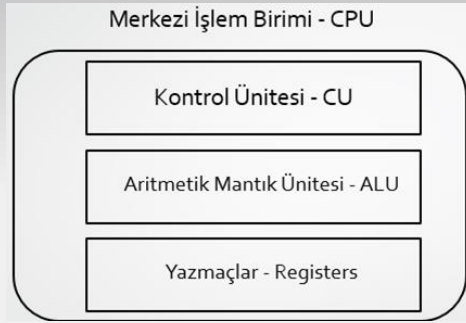 Merkezi İşlem Birimi - CPU
Kontrol Ünitesi - CU
Aritmetik Mantık Ünitesi - ALU
Yazmaçlar - Registers